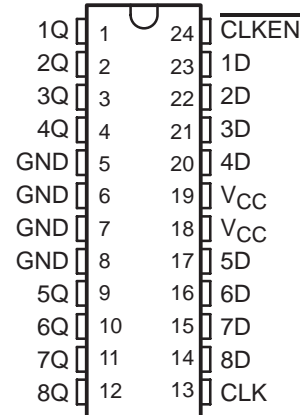 1Q 1 24 C̅L̅K̅E̅N̅
2Q 2 23 1D
3Q 3 22 2D
4Q 4 21 3D
GND 5 20 4D
GND 6 19 VCC
GND 7 18 VCC
GND 8 17 5D
5Q 9 16 6D
6Q 10 15 7D
7Q 11 14 8D
8Q 12 13 CLK